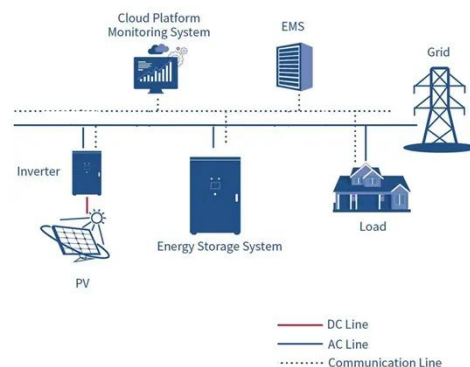 Cloud Platform
Monitoring System
EMS
Grid
Inverter
Energy Storage System
Load
PV
DC Line
AC Line
Communication Line